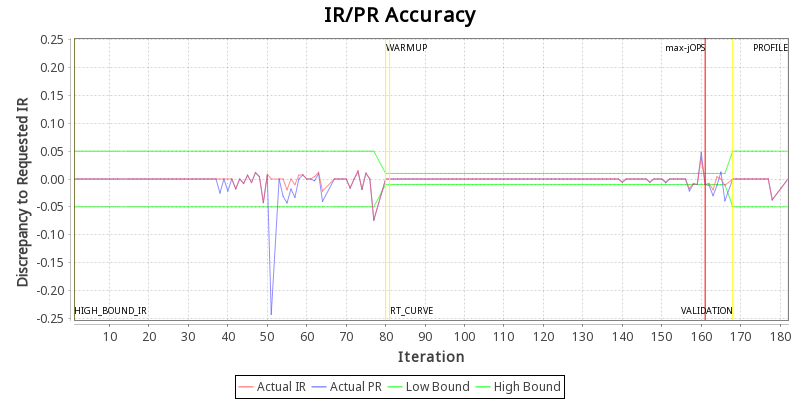 IR/PR Accuracy
Discrepancy to Requested IR
0.25
0.20
0.15
0.10
0.05
0.00
-0.05
-0.10
-0.15
-0.20
-0.25
WARMUP
max-jOPS
PROFILE
HIGH_BOUND_IR
RT_CURVE
VALIDATION
10 20 30 40 50 60 70 80 90 100 110 120 130 140 150 160 170 180
Iteration
Actual IR Actual PR Low Bound High Bound